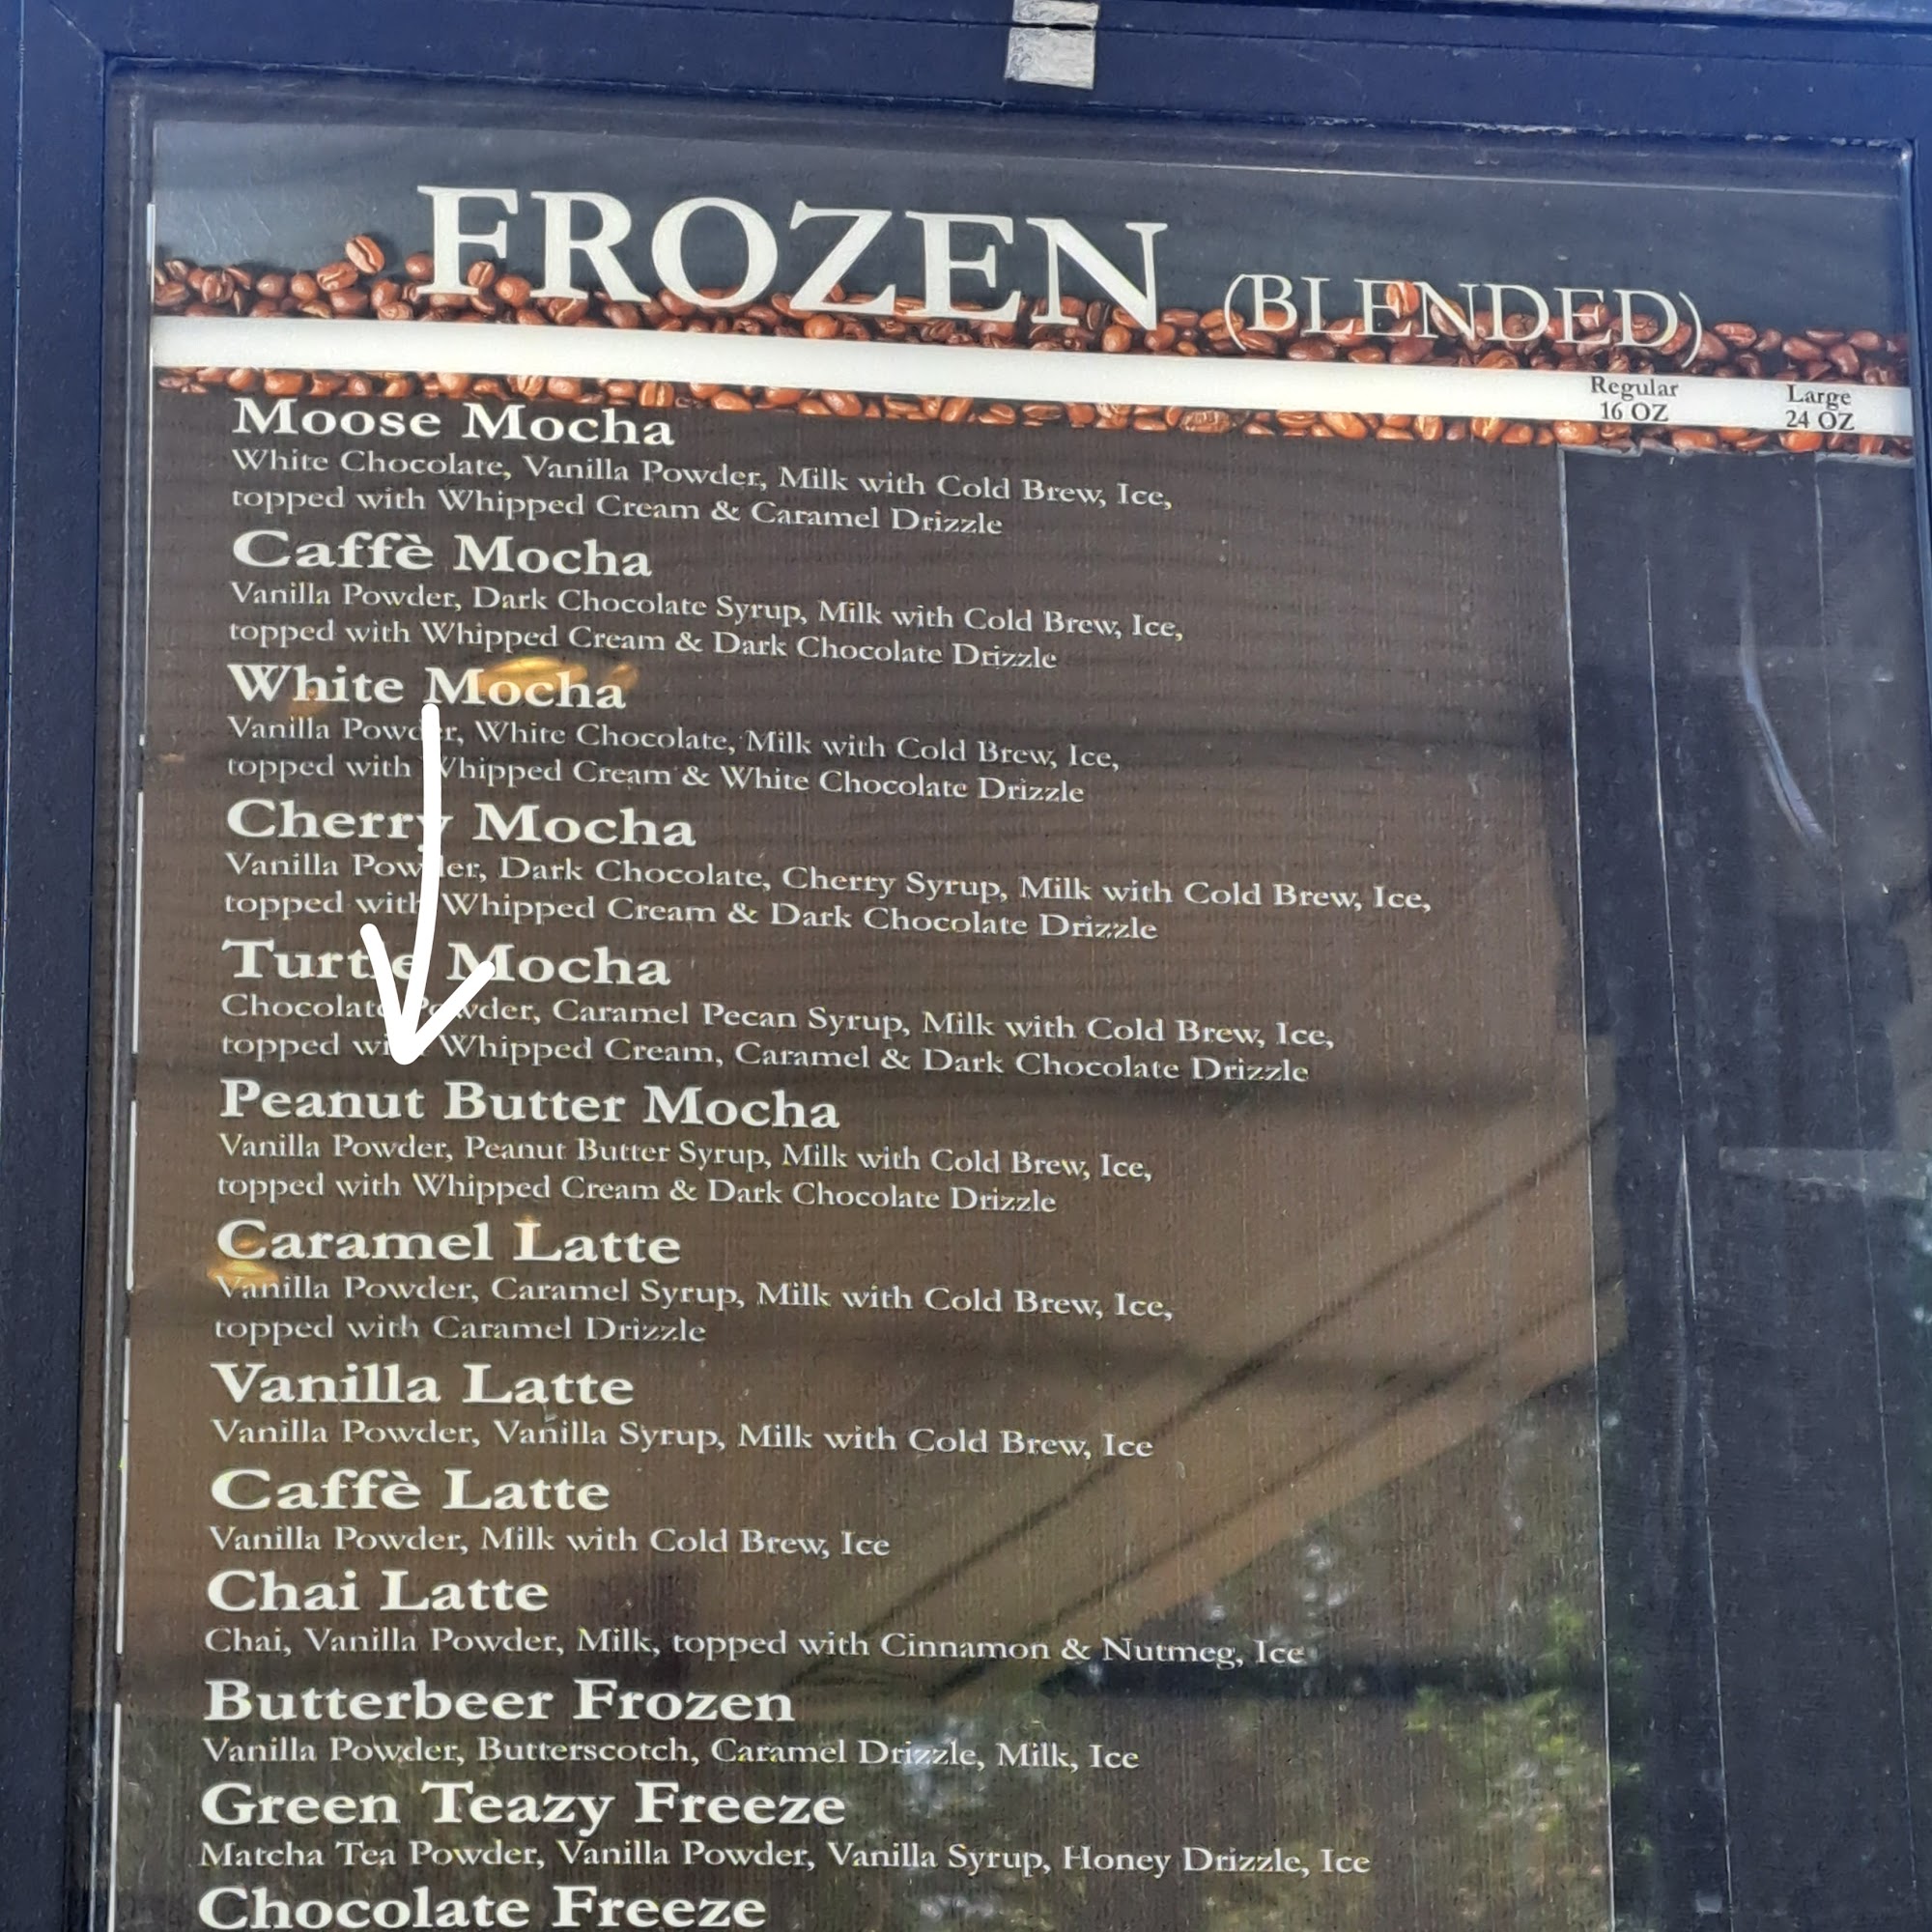 FROZEN (BLENDED)
Regular Large
16 OZ 24 OZ
Moose Mocha
White Chocolate, Vanilla Powder, Milk with Cold Brew, Ice,
topped with Whipped Cream & Caramel Drizzle
Caffè Mocha
Vanilla Powder, Dark Chocolate Syrup, Milk with Cold Brew, Ice,
topped with Whipped Cream & Dark Chocolate Drizzle
White Mocha
Vanilla Powder, White Chocolate, Milk with Cold Brew, Ice,
topped with Whipped Cream & White Chocolate Drizzle
Cherry Mocha
Vanilla Powder, Dark Chocolate, Cherry Syrup, Milk with Cold Brew, Ice,
topped with Whipped Cream & Dark Chocolate Drizzle
Turtle Mocha
Chocolate Powder, Caramel Pecan Syrup, Milk with Cold Brew, Ice,
topped with Whipped Cream, Caramel & Dark Chocolate Drizzle
Peanut Butter Mocha
Vanilla Powder, Peanut Butter Syrup, Milk with Cold Brew, Ice,
topped with Whipped Cream & Dark Chocolate Drizzle
Caramel Latte
Vanilla Powder, Caramel Syrup, Milk with Cold Brew, Ice,
topped with Caramel Drizzle
Vanilla Latte
Vanilla Powder, Vanilla Syrup, Milk with Cold Brew, Ice
Caffè Latte
Vanilla Powder, Milk with Cold Brew, Ice
Chai Latte
Chai, Vanilla Powder, Milk, topped with Cinnamon & Nutmeg, Ice
Butterbeer Frozen
Vanilla Powder, Butterscotch, Caramel Drizzle, Milk, Ice
Green Teazy Freeze
Matcha Tea Powder, Vanilla Powder, Vanilla Syrup, Honey Drizzle, Ice
Chocolate Freeze